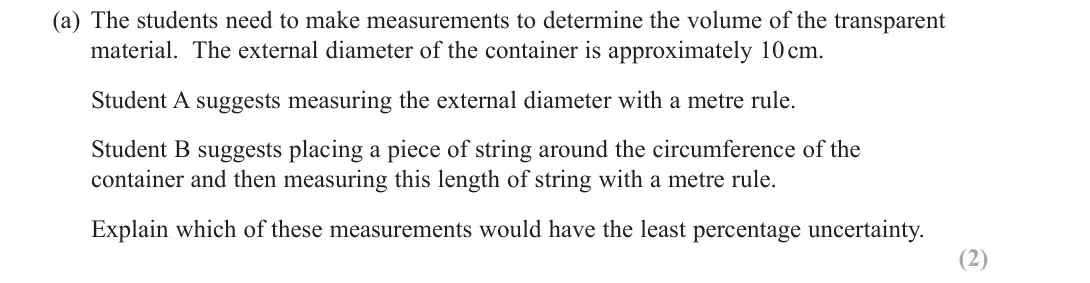 (a) The students need to make measurements to determine the volume of the transparent
material. The external diameter of the container is approximately 10 cm.
Student A suggests measuring the external diameter with a metre rule.
Student B suggests placing a piece of string around the circumference of the
container and then measuring this length of string with a metre rule.
Explain which of these measurements would have the least percentage uncertainty.
(2)